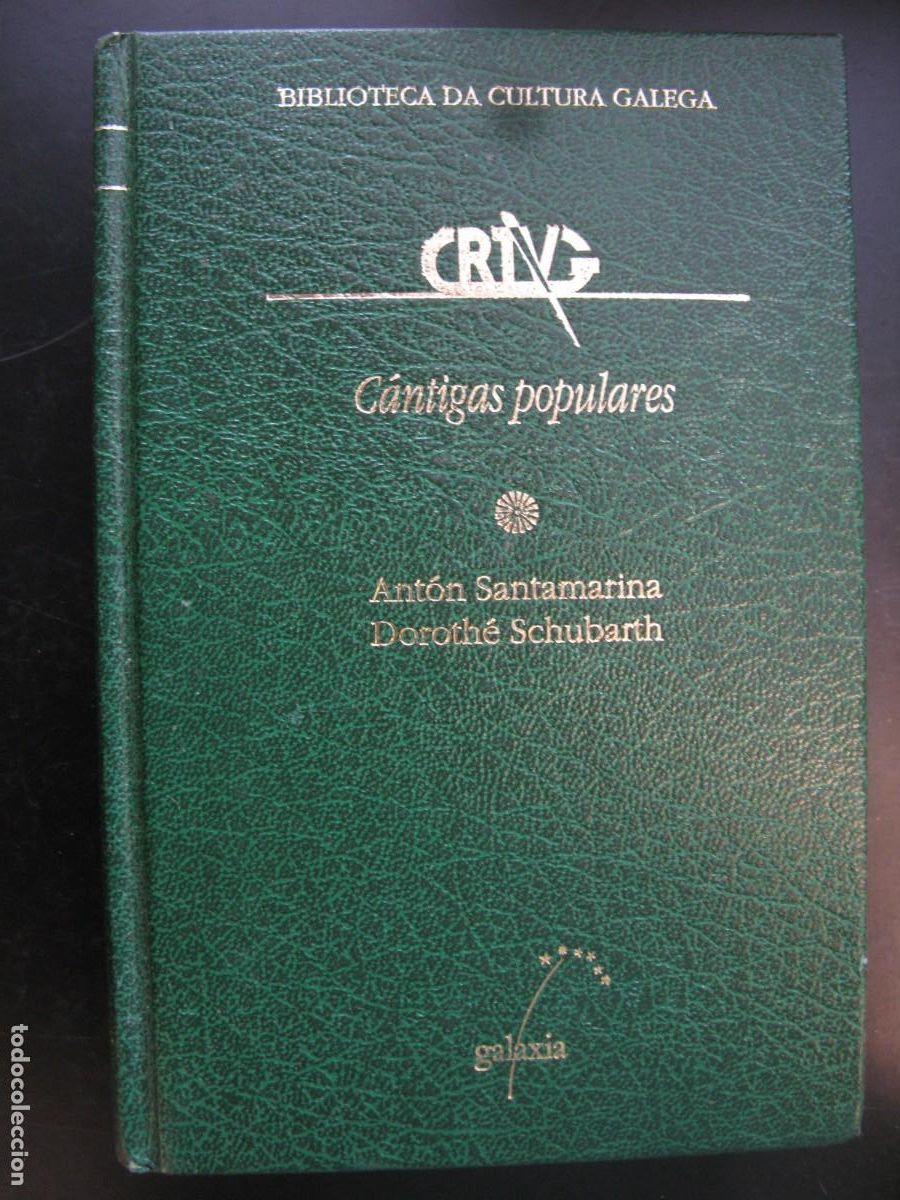 BIBLIOTECA DA CULTURA GALEGA
CRTVG
Cántigas populares
Antón Santamarina
Dorothé Schubarth
galaxia
todocoleccion